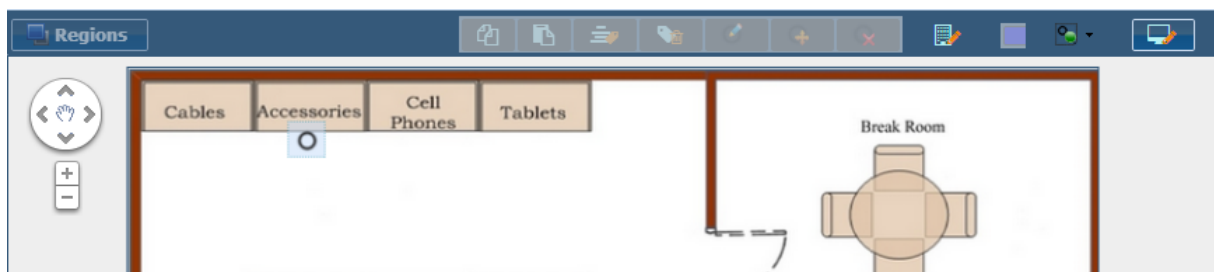 Regions
Cables
Accessories
Cell
Phones
Tablets
Break Room